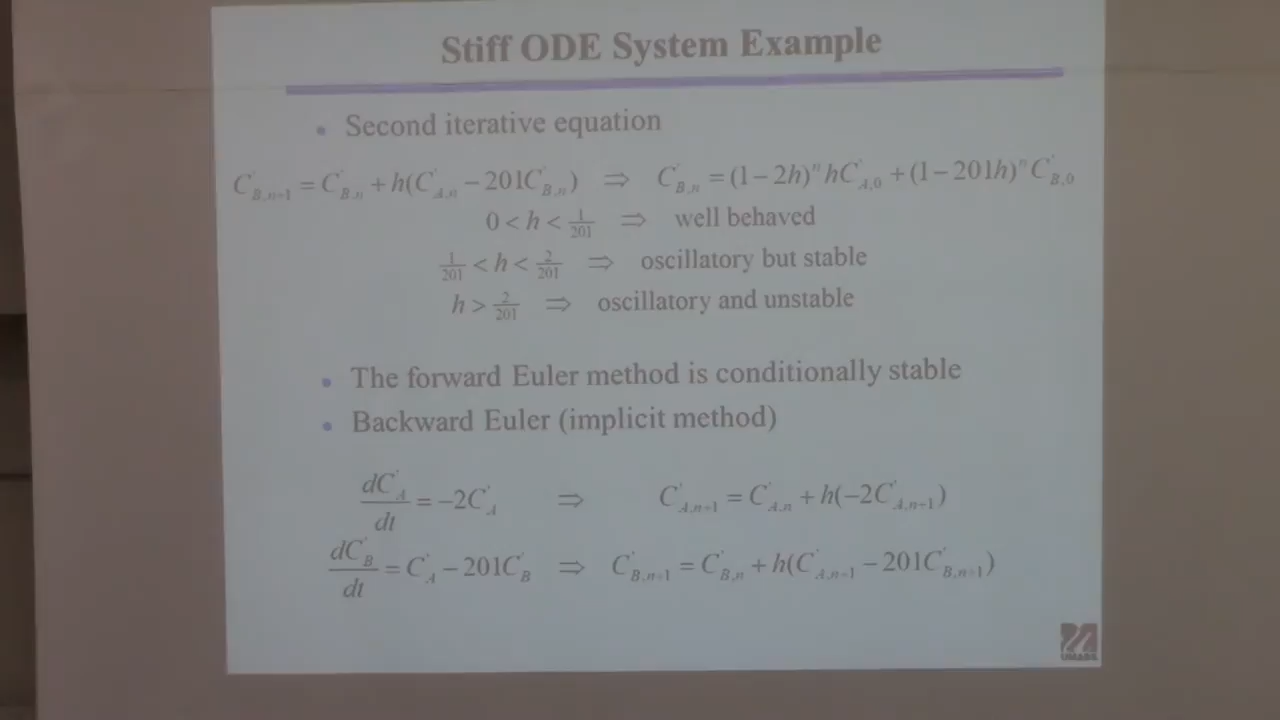 Stiff ODE System Example
• Second iterative equation
C'_{B,n+1} = C'_{B,n} + h(C'_{A,n} − 201C'_{B,n}) ⇒ C'_{B,n} = (1−2h)^n hC'_{A,0} + (1−201h)^n C'_{B,0}
0 < h < 1/201 ⇒ well behaved
1/201 < h < 2/201 ⇒ oscillatory but stable
h > 2/201 ⇒ oscillatory and unstable
• The forward Euler method is conditionally stable
• Backward Euler (implicit method)
dC'_A/dt = −2C'_A ⇒ C'_{A,n+1} = C'_{A,n} + h(−2C'_{A,n+1})
dC'_B/dt = C'_A − 201C'_B ⇒ C'_{B,n+1} = C'_{B,n} + h(C'_{A,n+1} − 201C'_{B,n+1})